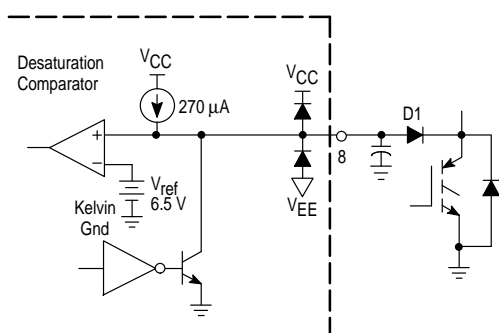 Desaturation
Comparator
VCC
270 μA
VCC
D1
8
+
−
Vref
6.5 V
VEE
Kelvin
Gnd